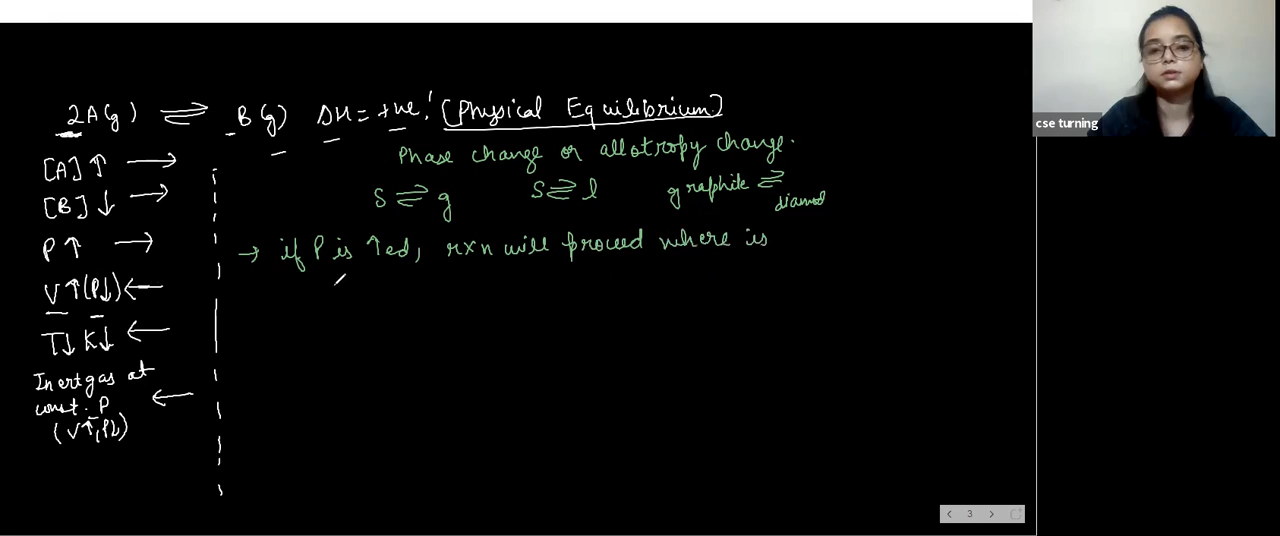 2A(g) ⇌ B(g) ΔH = +ve! [Physical Equilibrium]
[A]↑ →
[B]↓ →
P↑ →
V↑(P↓) ←
T↓ K↓ ←
Inert gas at
const. P ←
(V↑, P↓)
Phase change or allotropy change.
S ⇌ g S ⇌ l graphite ⇌
diamond
→ if P is ↑ed, rxn will proceed where is
cse turning
3